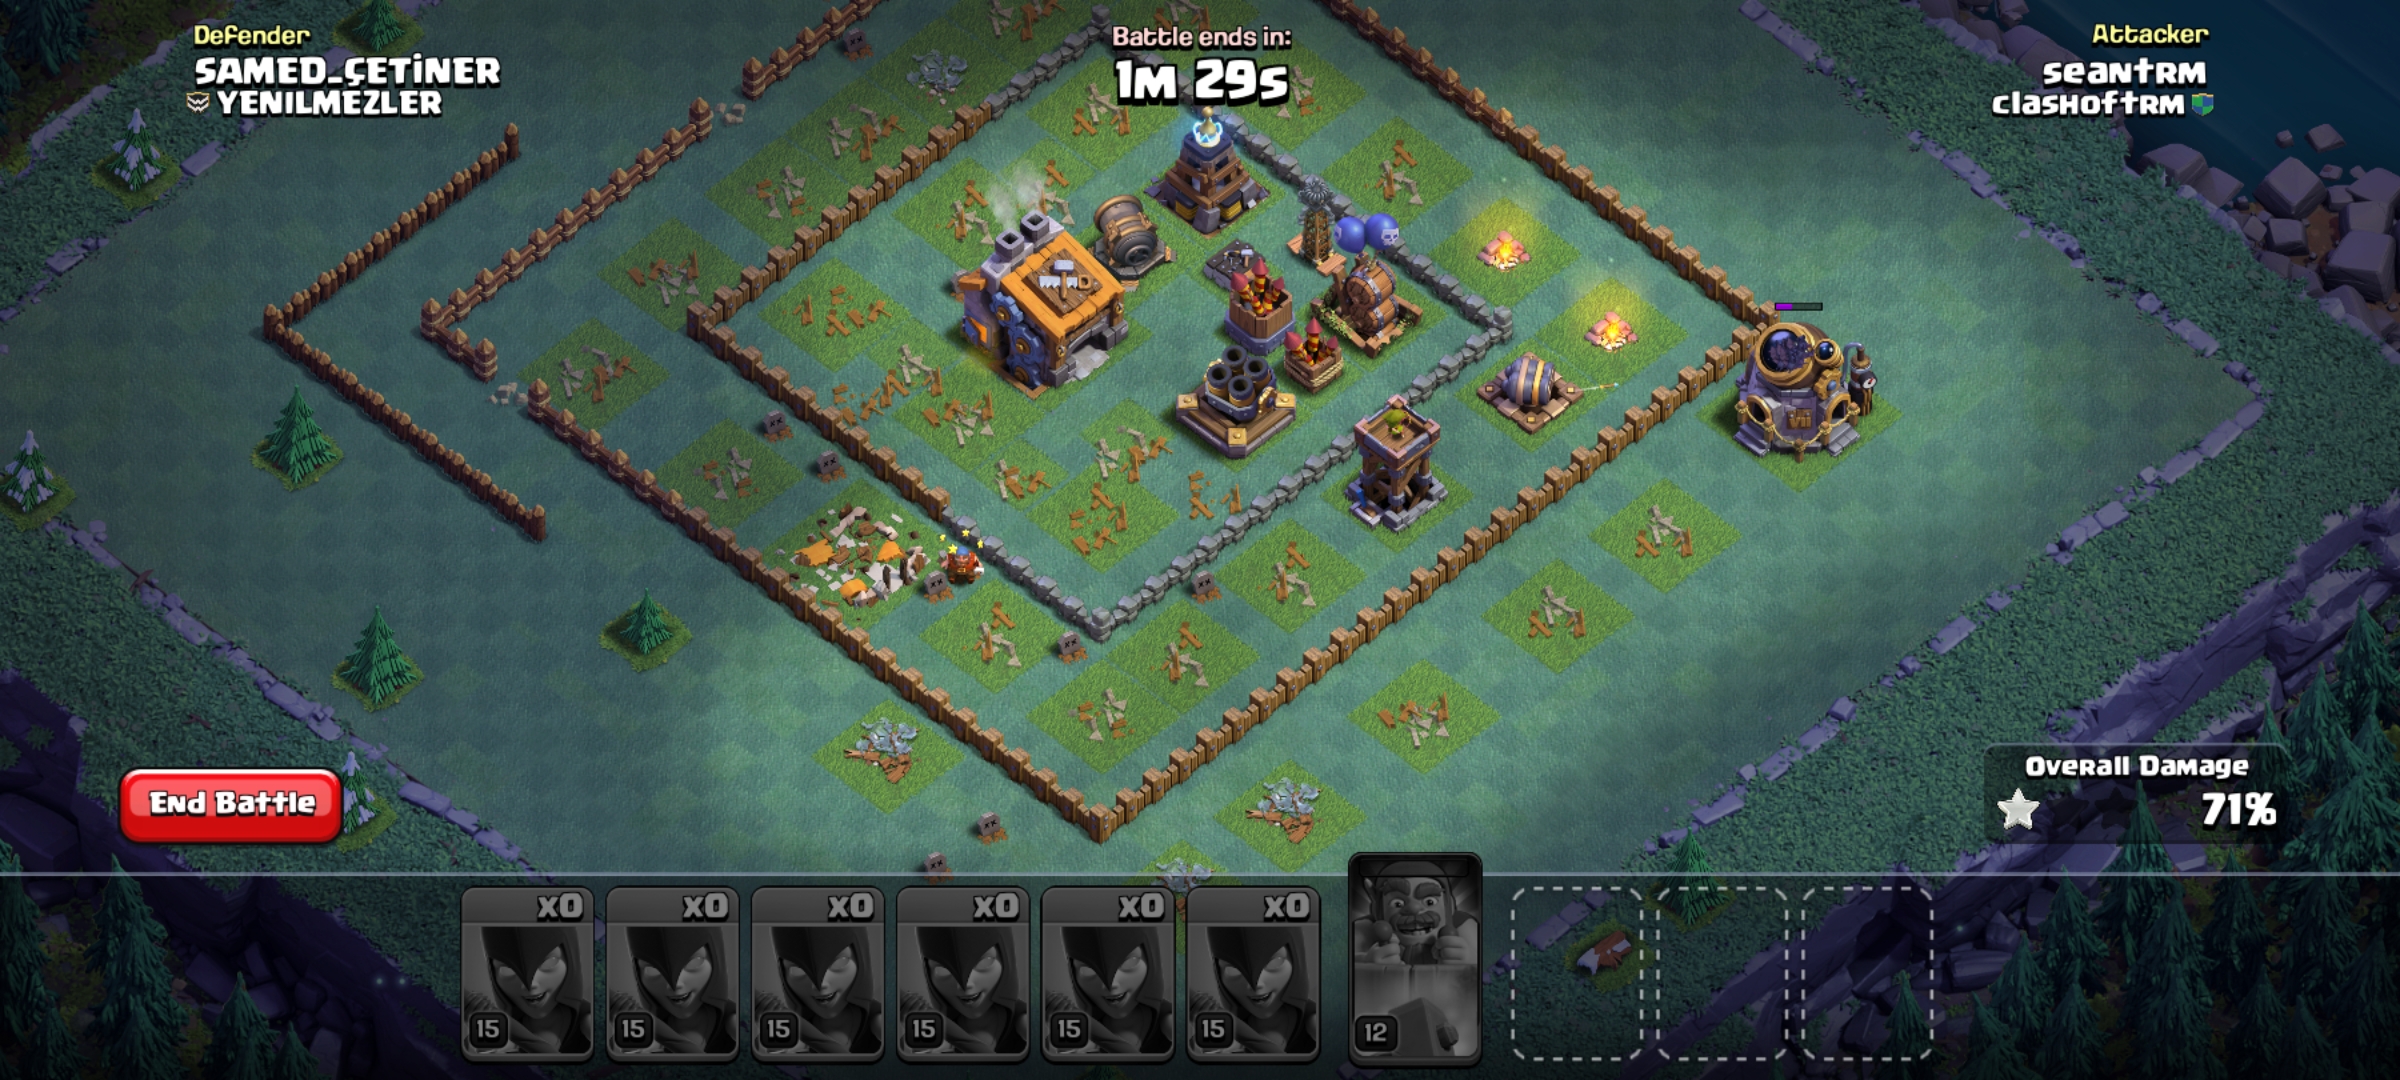 Defender
SAMED_ÇETİNER
YENILMEZLER
Battle ends in:
1M 29s
Attacker
seantrm
clashoftrm
VII
End Battle
Overall Damage
71%
x0
x0
x0
x0
x0
x0
15
15
15
15
15
15
12